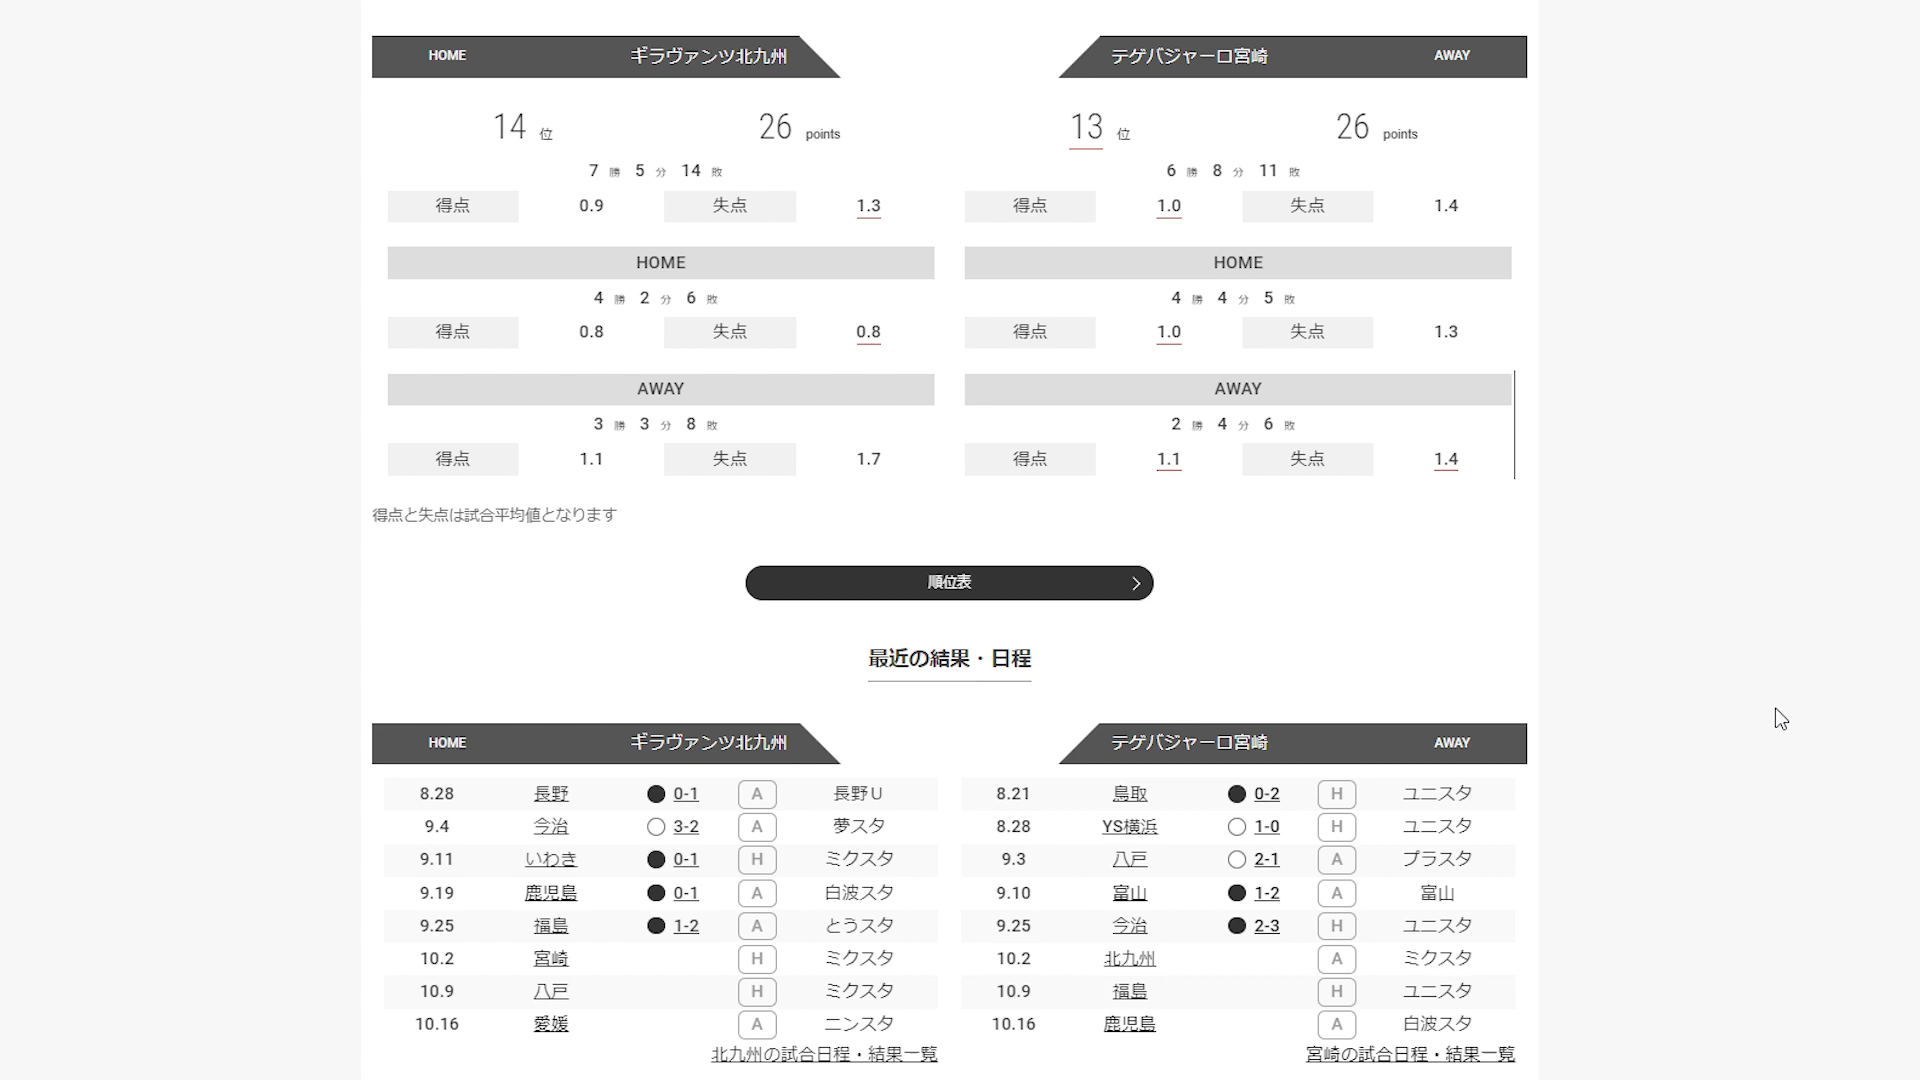 HOME ギラヴァンツ北九州 テゲバジャーロ宮崎 AWAY
14 位 26 points 13 位 26 points
7 勝 5 分 14 敗 6 勝 8 分 11 敗
得点 0.9 失点 1.3 得点 1.0 失点 1.4
HOME HOME
4 勝 2 分 6 敗 4 勝 4 分 5 敗
得点 0.8 失点 0.8 得点 1.0 失点 1.3
AWAY AWAY
3 勝 3 分 8 敗 2 勝 4 分 6 敗
得点 1.1 失点 1.7 得点 1.1 失点 1.4
得点と失点は試合平均値となります
順位表
最近の結果・日程
HOME ギラヴァンツ北九州 テゲバジャーロ宮崎 AWAY
8.28 長野 ● 0-1 A 長野U 8.21 鳥取 ● 0-2 H ユニスタ
9.4 今治 ○ 3-2 A 夢スタ 8.28 YS横浜 ○ 1-0 H ユニスタ
9.11 いわき ● 0-1 H ミクスタ 9.3 八戸 ○ 2-1 A プラスタ
9.19 鹿児島 ● 0-1 A 白波スタ 9.10 富山 ● 1-2 A 富山
9.25 福島 ● 1-2 A とうスタ 9.25 今治 ● 2-3 H ユニスタ
10.2 宮崎 H ミクスタ 10.2 北九州 A ミクスタ
10.9 八戸 H ミクスタ 10.9 福島 H ユニスタ
10.16 愛媛 A ニンスタ 10.16 鹿児島 A 白波スタ
北九州の試合日程・結果一覧 宮崎の試合日程・結果一覧